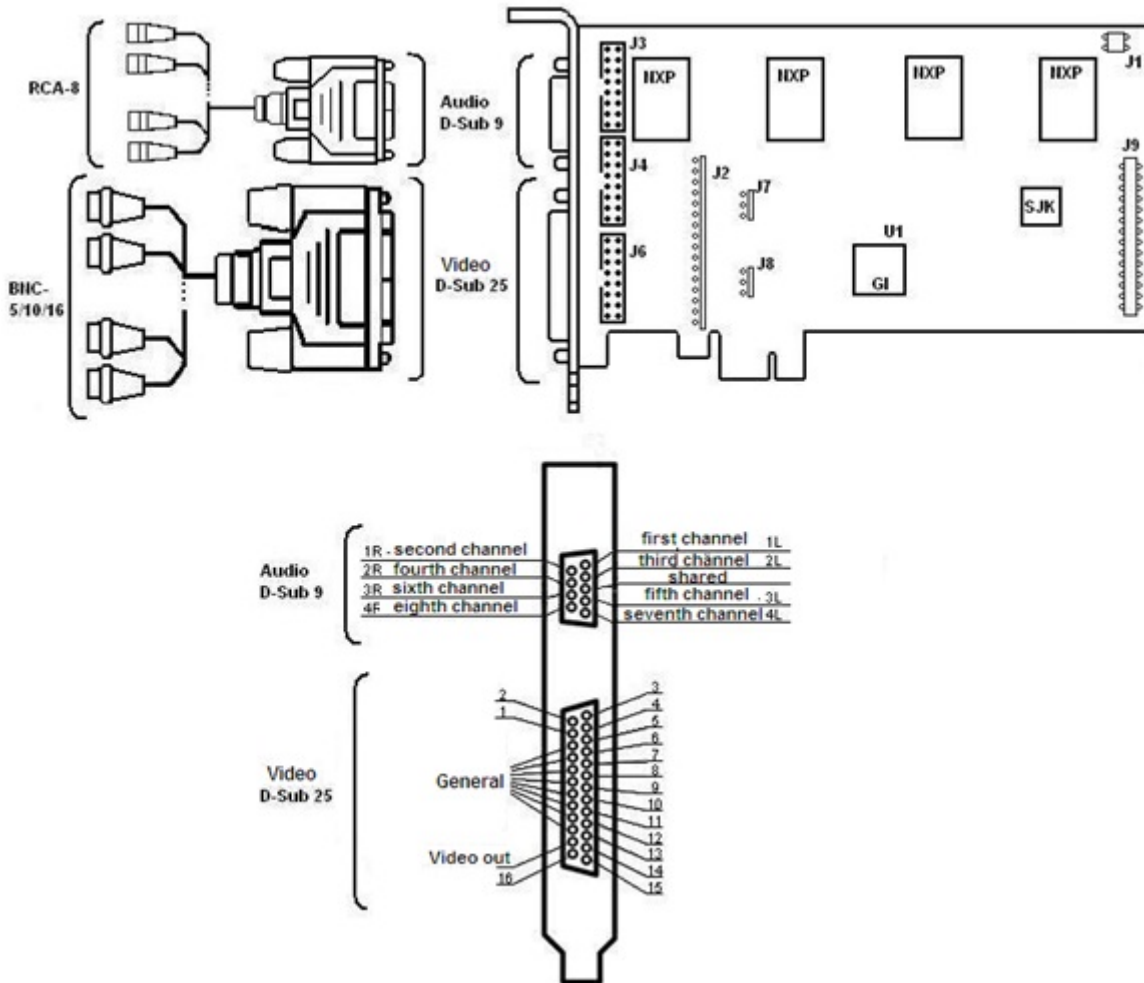 RCA-8
Audio
D-Sub 9
BNC-
5/10/16
Video
D-Sub 25
J3
NXP
NXP
NXP
NXP
J1
J4
J2
J7
J9
SJK
J6
J8
U1
GI
Audio
D-Sub 9
1R - second channel
2R fourth channel
3R sixth channel
4F eighth channel
first channel 1L
third channel 2L
shared
fifth channel - 3L
seventh channel 4L
Video
D-Sub 25
2
1
General
Video out
16
3
4
5
6
7
8
9
10
11
12
13
14
15